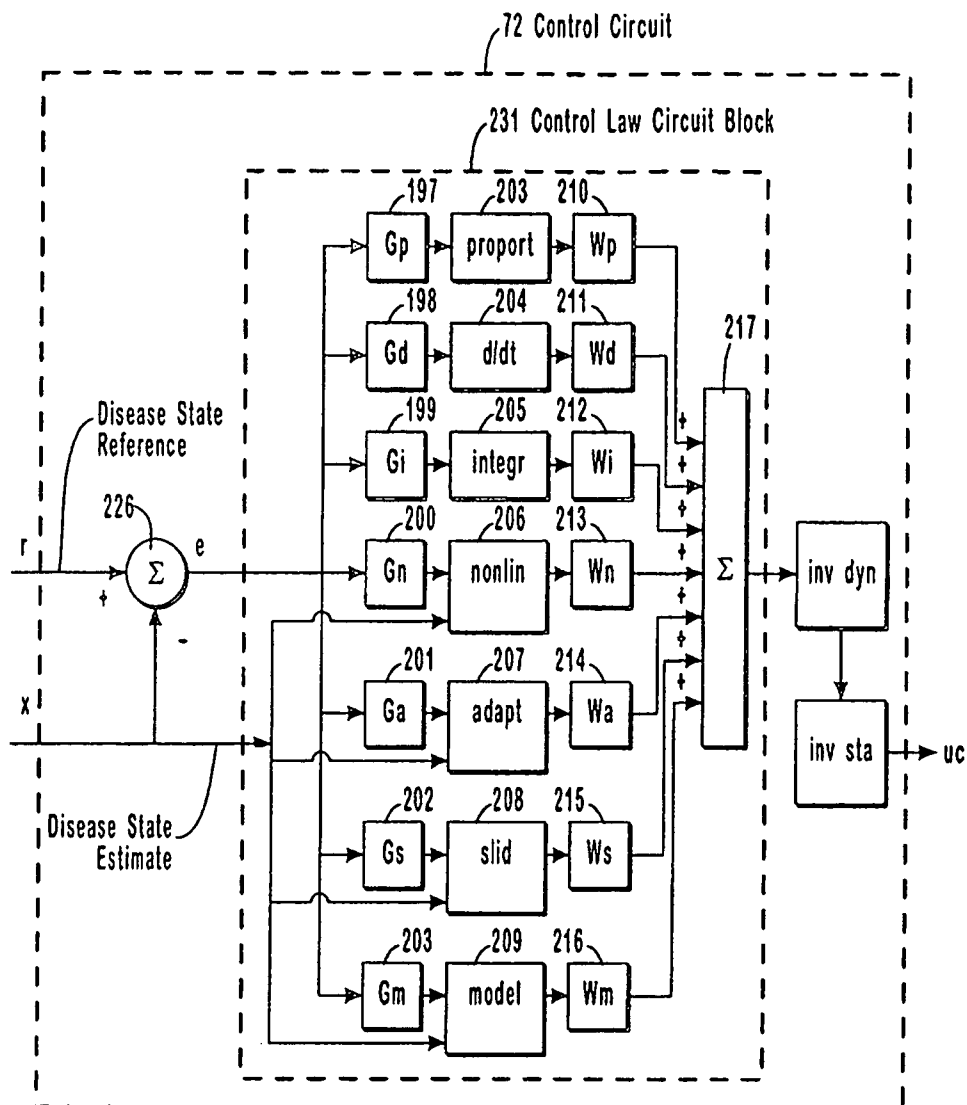 72 Control Circuit
231 Control Law Circuit Block
197 203 210
Gp proport Wp
198 204 211
Gd d/dt Wd
217
199 205 212
Gi integr Wi
Disease State
Reference
226
200 206 213
r + Σ e
Gn nonlin Wn
-
+
+
+
+
+
+
+
Σ
inv dyn
201 207 214
x
Ga adapt Wa
inv sta
uc
202 208 215
Disease State
Estimate
Gs slid Ws
203 209 216
Gm model Wm